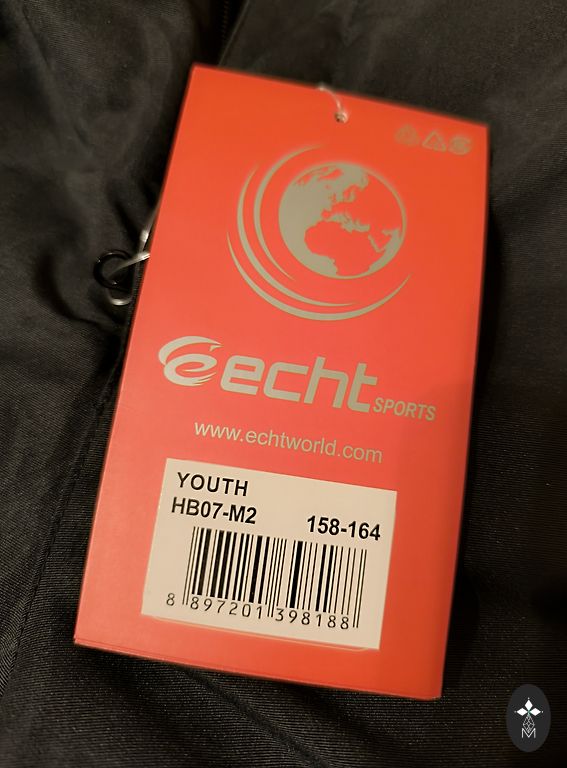 echt SPORTS
www.echtworld.com
YOUTH
HB07-M2 158-164
8 897201 398188
M